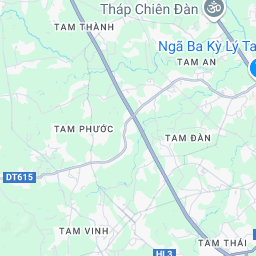 Tháp Chiên Đàn
TAM THÀNH
Ngã Ba Kỳ Lý Ta
TAM AN
TAM PHƯỚC
TAM ĐÀN
DT615
TAM VINH
TAM THÁI
HL3